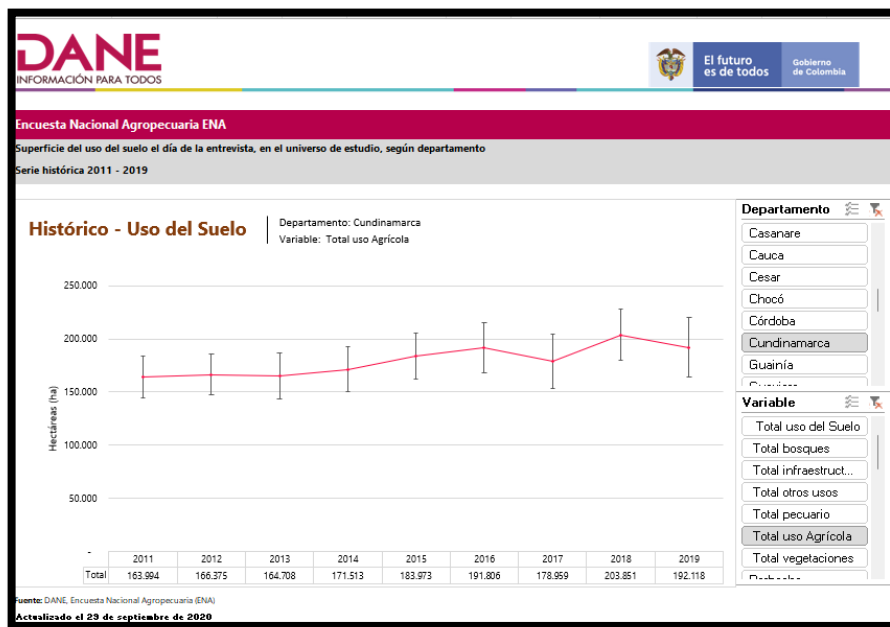 DANE
INFORMACIÓN PARA TODOS
El futuro
es de todos
Gobierno
de Colombia
Encuesta Nacional Agropecuaria ENA
Superficie del uso del suelo el día de la entrevista, en el universo de estudio, según departamento
Serie histórica 2011 - 2019
Histórico - Uso del Suelo
Departamento: Cundinamarca
Variable: Total uso Agrícola
250.000
200.000
150.000
100.000
50.000
-
Hectáreas (ha)
2011 2012 2013 2014 2015 2016 2017 2018 2019
Total 163.994 166.375 164.708 171.513 183.973 191.806 178.959 203.851 192.118
Departamento
Casanare
Cauca
Cesar
Chocó
Córdoba
Cundinamarca
Guainía
Variable
Total uso del Suelo
Total bosques
Total infraestruct...
Total otros usos
Total pecuario
Total uso Agrícola
Total vegetaciones
Fuente: DANE, Encuesta Nacional Agropecuaria (ENA)
Actualizado el 29 de septiembre de 2020